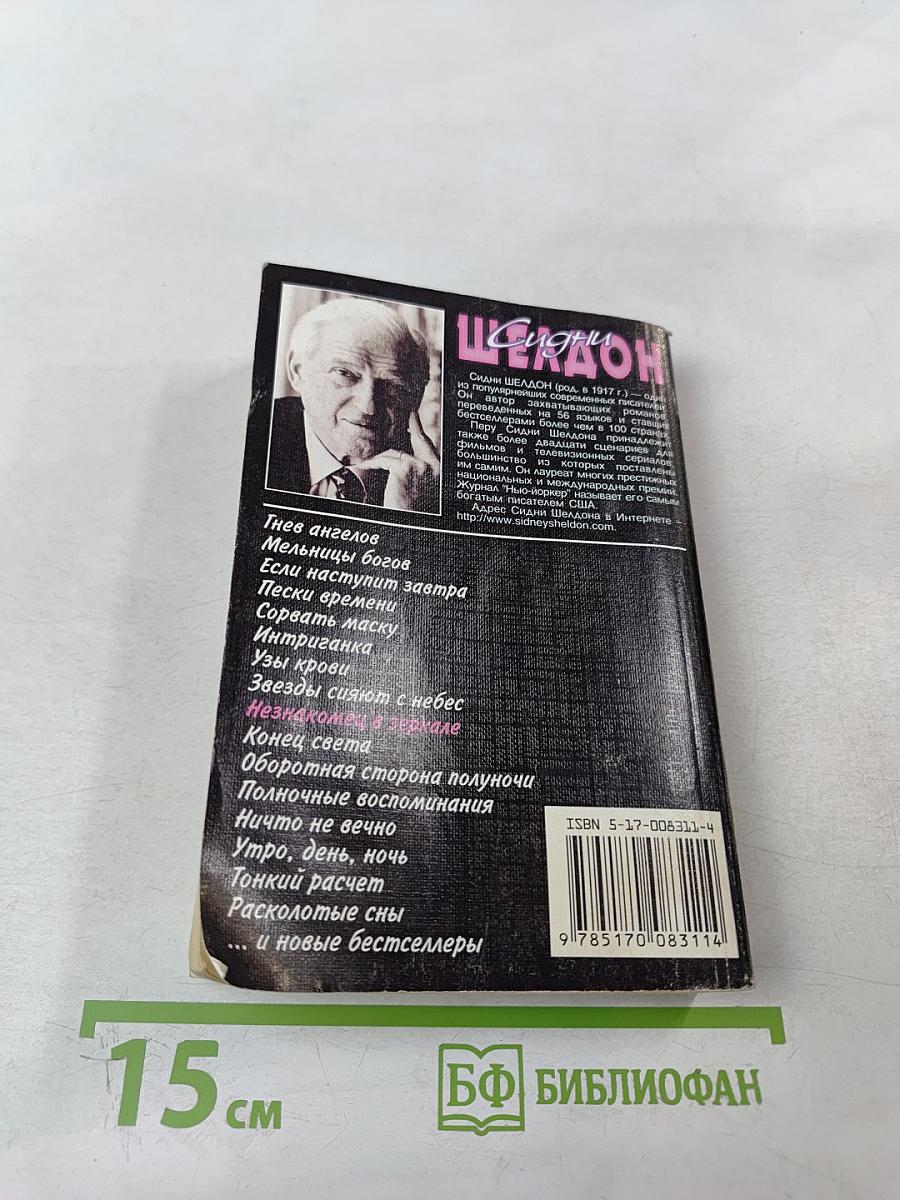 Сидни
ШЕЛДОН
Сидни ШЕЛДОН (род. в 1917 г.) — один
из популярнейших современных писателей.
Он автор захватывающих романов,
переведенных на 56 языков и ставших
бестселлерами более чем в 100 странах.
Перу Сидни Шелдона принадлежит
также более двадцати сценариев для
фильмов и телевизионных сериалов,
большинство из которых поставлены
им самим. Он лауреат многих престижных
национальных и международных премий.
Журнал "Нью-йоркер" называет его самым
богатым писателем США.
Адрес Сидни Шелдона в Интернете —
http://www.sidneysheldon.com.
Гнев ангелов
Мельницы богов
Если наступит завтра
Пески времени
Сорвать маску
Интриганка
Узы крови
Звезды сияют с небес
Незнакомец в зеркале
Конец света
Оборотная сторона полуночи
Полночные воспоминания
Ничто не вечно
Утро, день, ночь
Тонкий расчет
Расколотые сны
... и новые бестселлеры
ISBN 5-17-008311-4
9 785170 083114
15 см
БФ БИБЛИОФАН